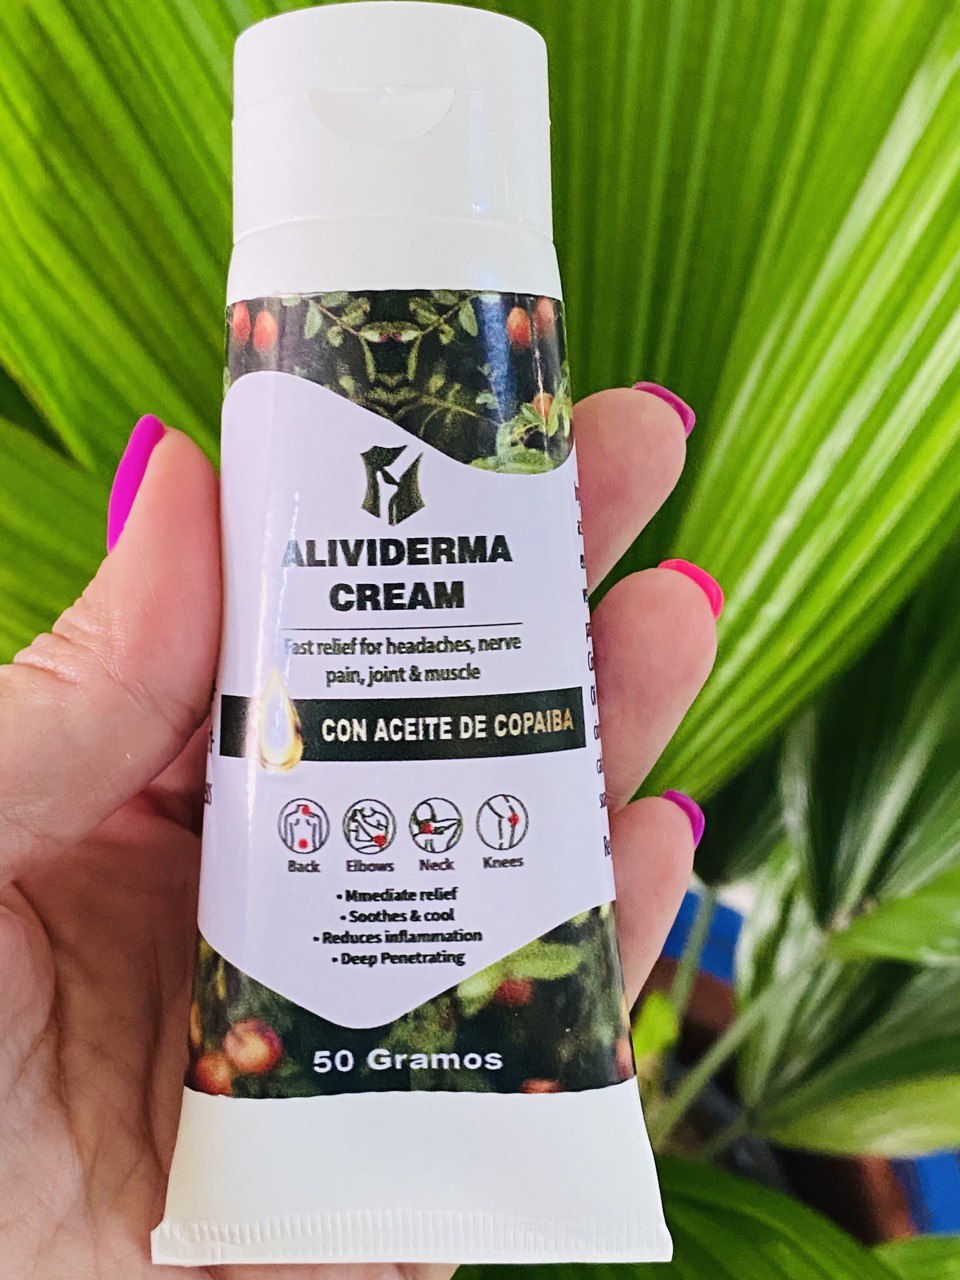 ALIVIDERMA
CREAM
Fast relief for headaches, nerve
pain, joint & muscle
CON ACEITE DE COPAIBA
Back Elbows Neck Knees
• Mmediate relief
• Soothes & cool
• Reduces inflammation
• Deep Penetrating
50 Gramos